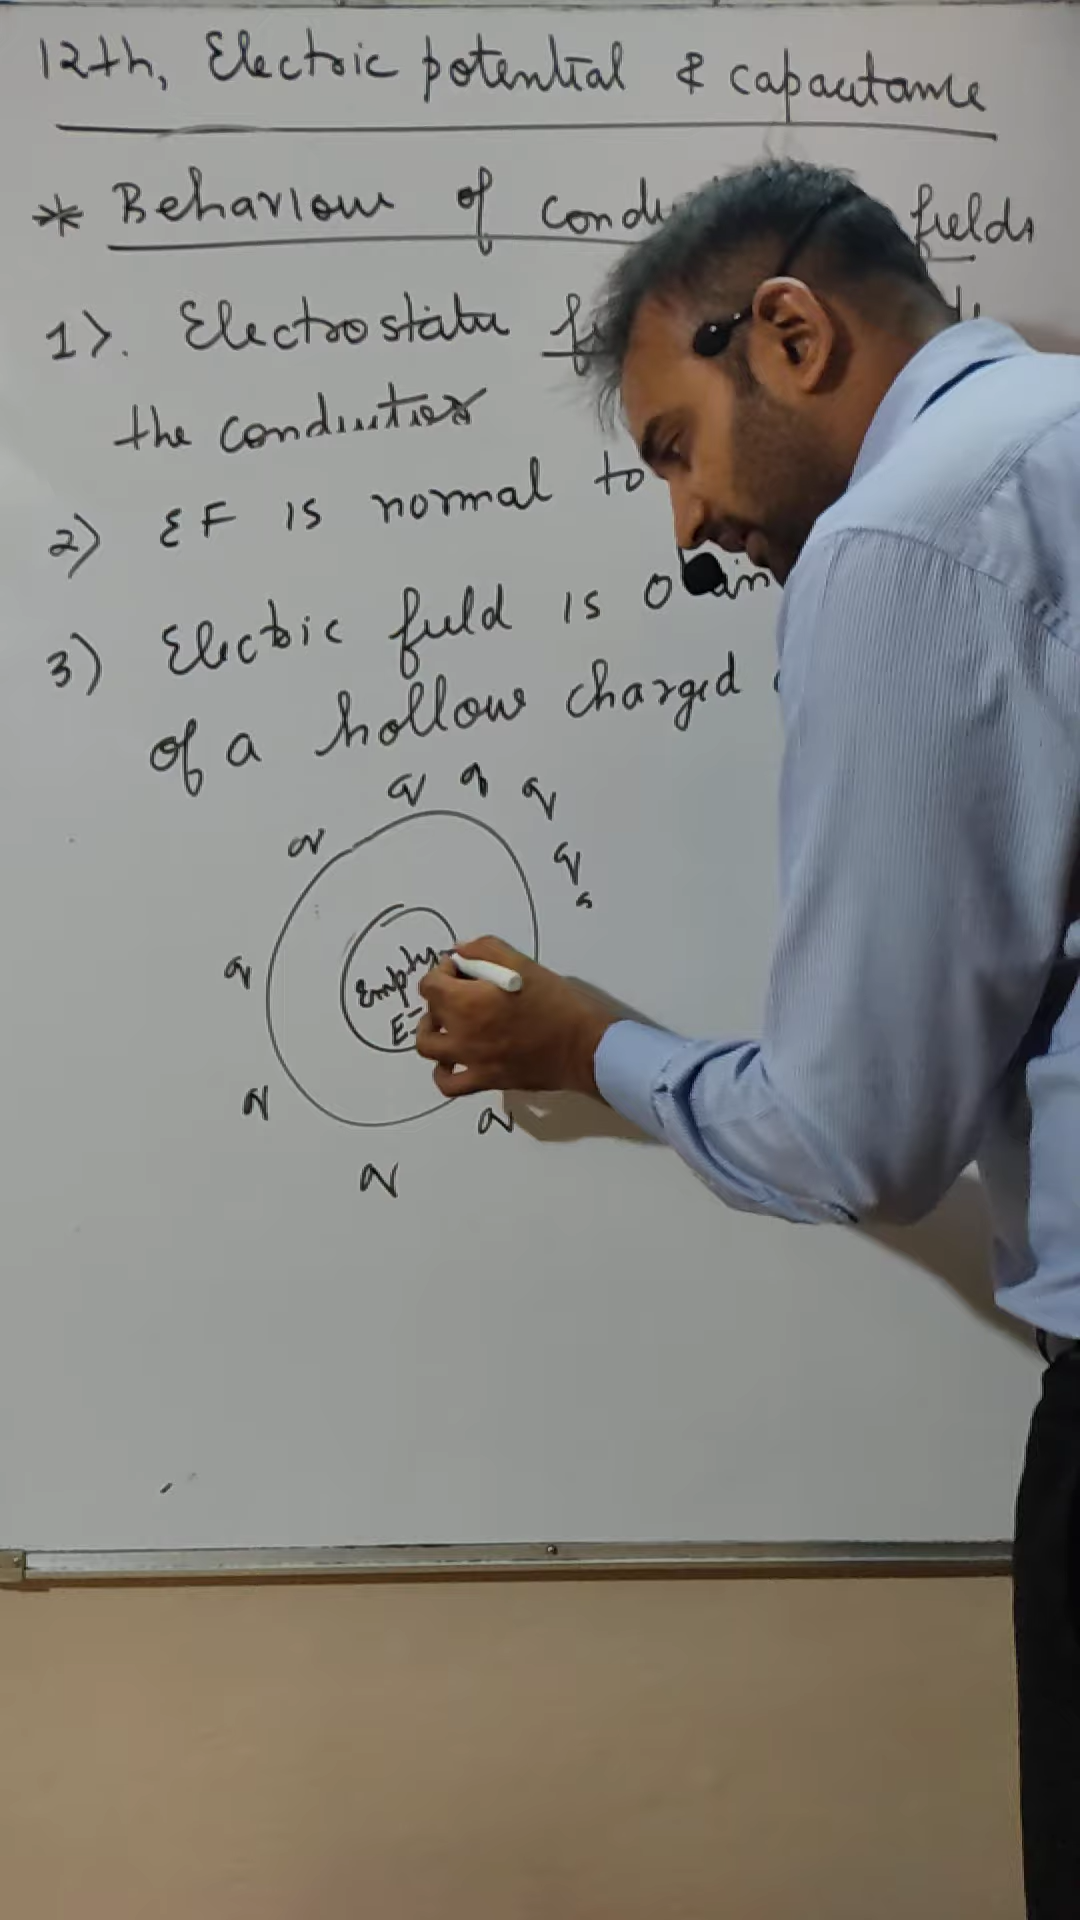 12th, Electric potential & capacitance
* Behaviour of fields
1). Electrostatic
the conductor
2) EF is normal to
3) Electric field is 0 in
of a hollow charged
q q q
q
q
q
Empty
E=
q
q
q